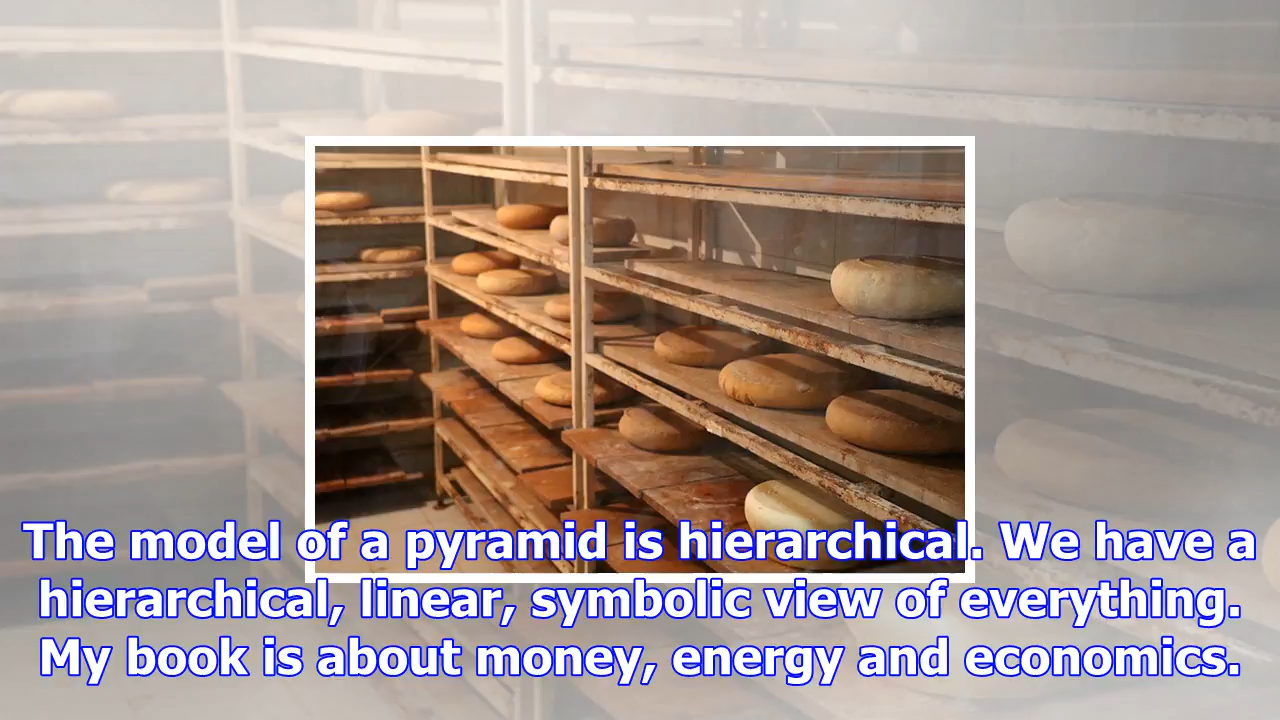 The model of a pyramid is hierarchical. We have a
hierarchical, linear, symbolic view of everything.
My book is about money, energy and economics.